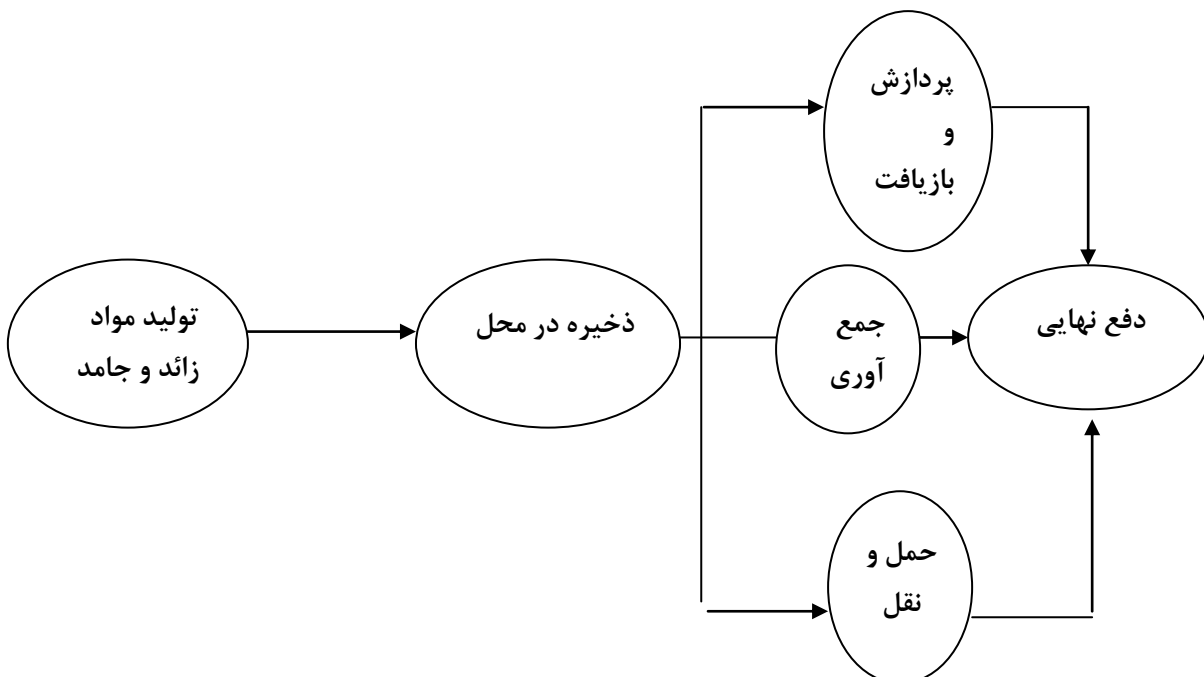 تولید مواد
زائد و جامد
ذخیره در محل
پردازش
و
بازیافت
جمع
آوری
حمل و
نقل
دفع نهایی